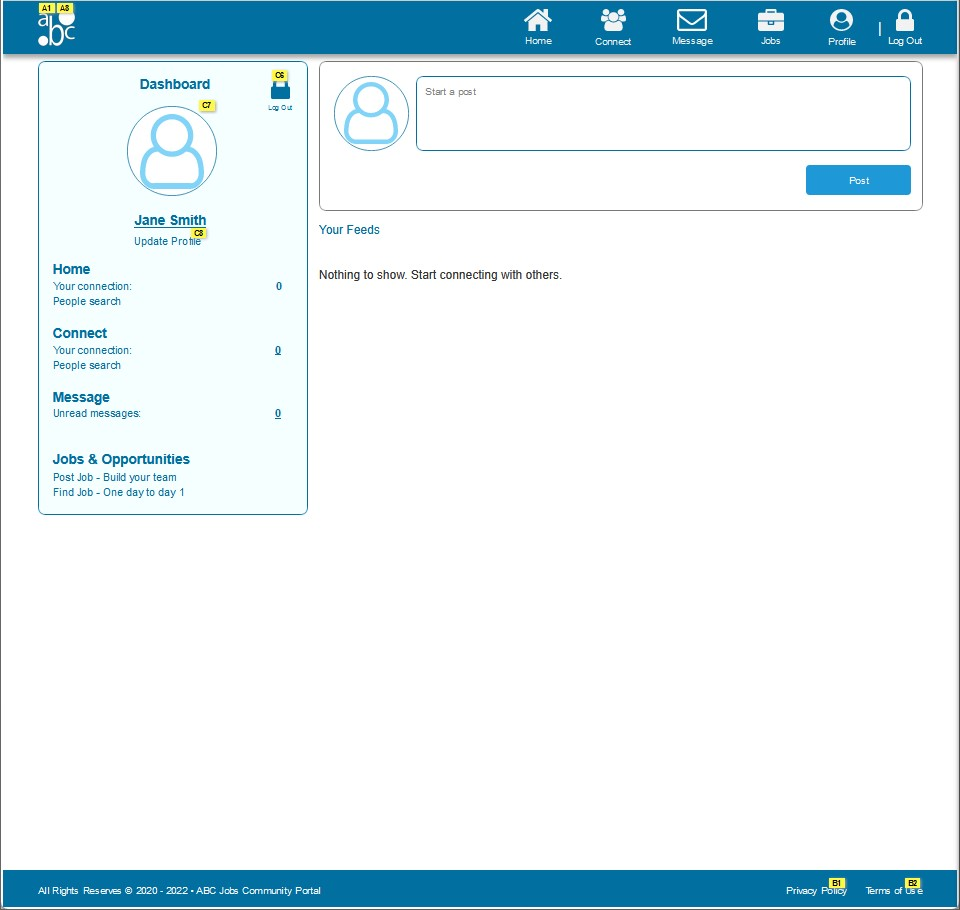 A1 A8
abc
Home
Connect
Message
Jobs
Profile
|
Log Out
Dashboard
C6
Log Out
C7
Jane Smith
C8
Update Profile
Home
Your connection: 0
People search
Connect
Your connection: 0
People search
Message
Unread messages: 0
Jobs & Opportunities
Post Job - Build your team
Find Job - One day to day 1
Start a post
Post
Your Feeds
Nothing to show. Start connecting with others.
All Rights Reserves © 2020 - 2022 • ABC Jobs Community Portal
B1
Privacy Policy
B2
Terms of Use